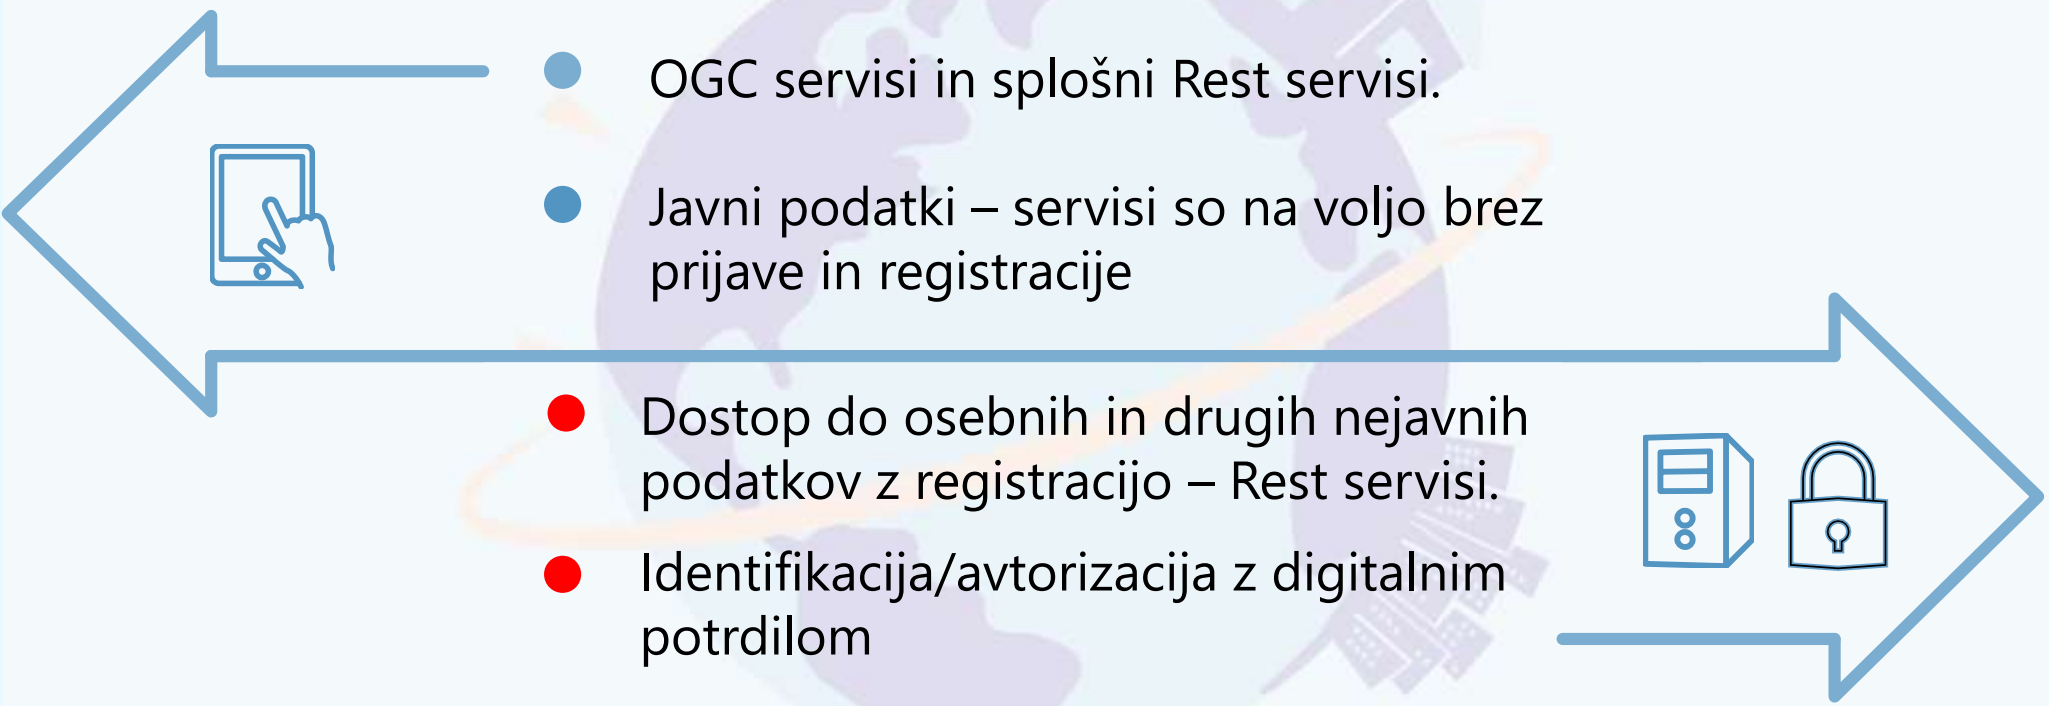 OGC servisi in splošni Rest servisi.
Javni podatki – servisi so na voljo brez
prijave in registracije
Dostop do osebnih in drugih nejavnih
podatkov z registracijo – Rest servisi.
Identifikacija/avtorizacija z digitalnim
potrdilom